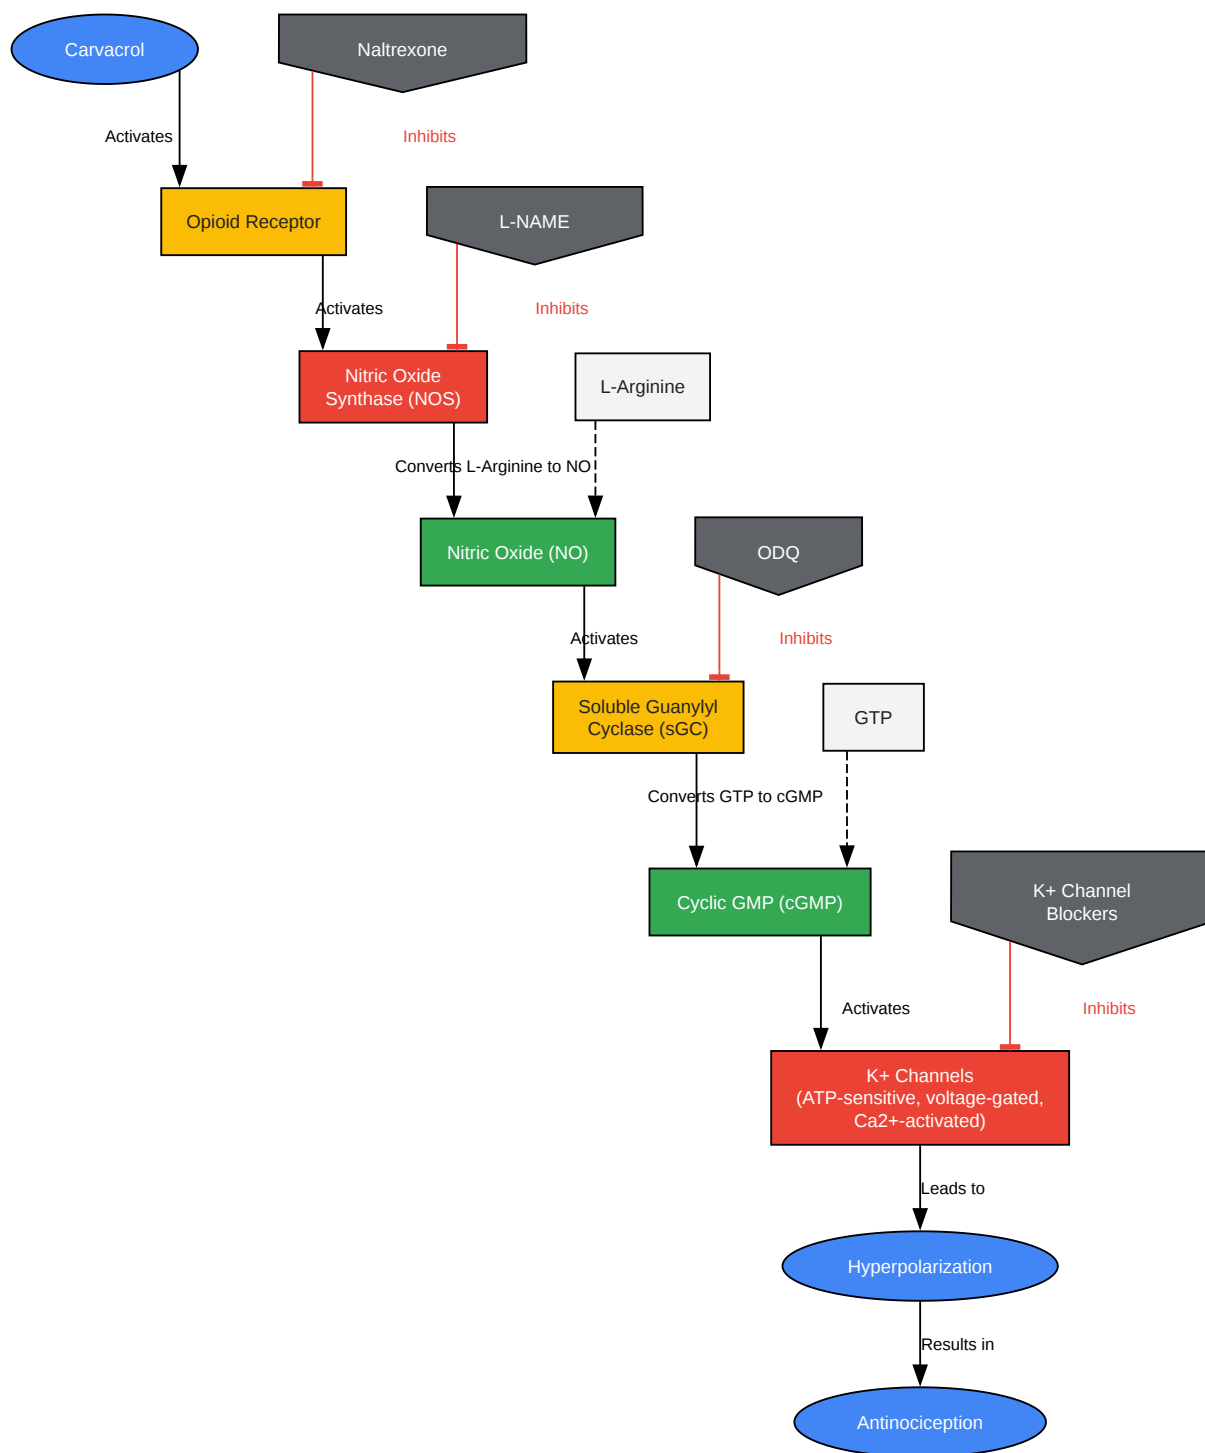 Carvacrol
Naltrexone
Activates
Inhibits
Opioid Receptor
L-NAME
Activates
Inhibits
Nitric Oxide
Synthase (NOS)
L-Arginine
Converts L-Arginine to NO
Nitric Oxide (NO)
ODQ
Activates
Inhibits
Soluble Guanylyl
Cyclase (sGC)
GTP
Converts GTP to cGMP
Cyclic GMP (cGMP)
K+ Channel
Blockers
Activates
Inhibits
K+ Channels
(ATP-sensitive, voltage-gated,
Ca2+-activated)
Leads to
Hyperpolarization
Results in
Antinociception